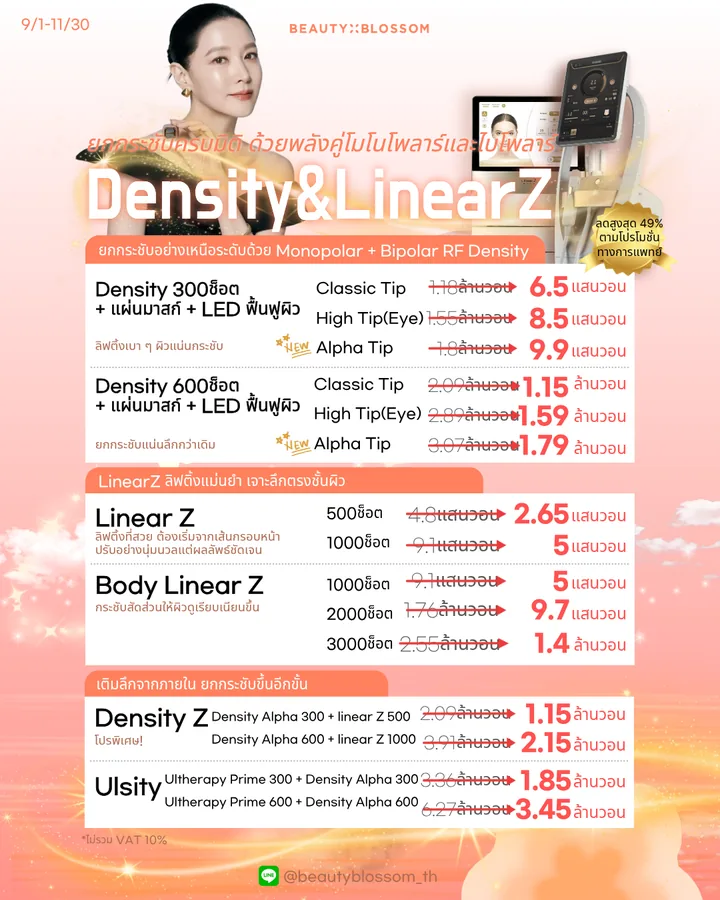 9/1-11/30
BEAUTY BLOSSOM
ยกกระชับครบมิติ ด้วยพลังคู่โมโนโพลาร์และไบโพลาร์
Density&LinearZ
ลดสูงสุด 49%
ตามโปรโมชั่น
ทางการแพทย์
ยกกระชับอย่างเหนือระดับด้วย Monopolar + Bipolar RF Density
Density 300ช็อต
+ แผ่นมาสก์ + LED ฟื้นฟูผิว
ลิฟติ้งเบา ๆ ผิวแน่นกระชับ
Classic Tip 1.18ล้านวอน 6.5 แสนวอน
High Tip(Eye) 1.55ล้านวอน 8.5 แสนวอน
NEW Alpha Tip 1.8ล้านวอน 9.9 แสนวอน
Density 600ช็อต
+ แผ่นมาสก์ + LED ฟื้นฟูผิว
ยกกระชับแน่นลึกกว่าเดิม
Classic Tip 2.09ล้านวอน 1.15 ล้านวอน
High Tip(Eye) 2.89ล้านวอน 1.59 ล้านวอน
NEW Alpha Tip 3.07ล้านวอน 1.79 ล้านวอน
LinearZ ลิฟติ้งแม่นยำ เจาะลึกตรงชั้นผิว
Linear Z
ลิฟติ้งที่สวย ต้องเริ่มจากเส้นกรอบหน้า
ปรับอย่างนุ่มนวลแต่ผลลัพธ์ชัดเจน
500ช็อต 4.8แสนวอน 2.65 แสนวอน
1000ช็อต 9.1แสนวอน 5 แสนวอน
Body Linear Z
กระชับสัดส่วนให้ผิวดูเรียบเนียนขึ้น
1000ช็อต 9.1แสนวอน 5 แสนวอน
2000ช็อต 1.76ล้านวอน 9.7 แสนวอน
3000ช็อต 2.55ล้านวอน 1.4 ล้านวอน
เติมลึกจากภายใน ยกกระชับขึ้นอีกขั้น
Density Z
โปรพิเศษ!
Density Alpha 300 + linear Z 500 2.09ล้านวอน 1.15 ล้านวอน
Density Alpha 600 + linear Z 1000 3.91ล้านวอน 2.15 ล้านวอน
Ulsity
Ultherapy Prime 300 + Density Alpha 300 3.36ล้านวอน 1.85 ล้านวอน
Ultherapy Prime 600 + Density Alpha 600 6.27ล้านวอน 3.45 ล้านวอน
*ไม่รวม VAT 10%
LINE @beautyblossom_th